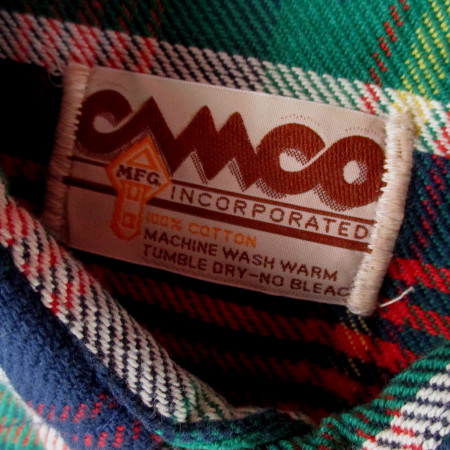 CAMCO
MFG.
INCORPORATED
100% COTTON
MACHINE WASH WARM
TUMBLE DRY-NO BLEAC